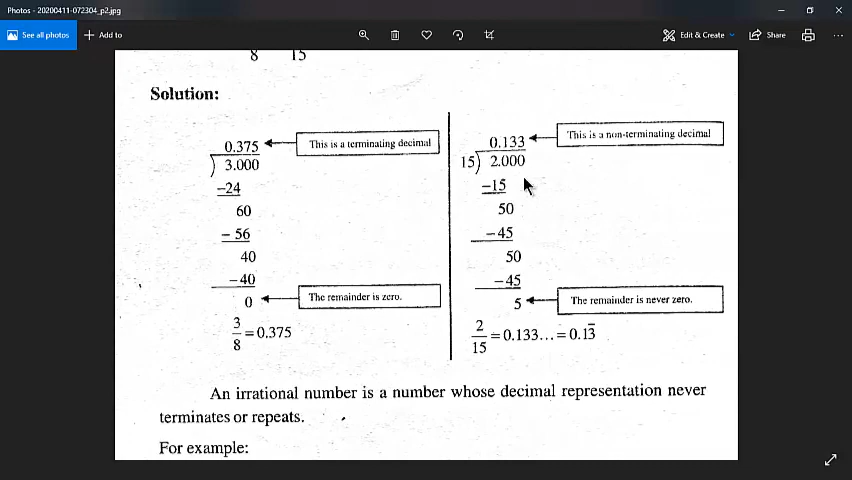 Photos - 20200411-072304_p2.jpg
See all photos
Add to
Edit & Create
Share
8 15
Solution:
0.375
This is a terminating decimal
) 3.000
−24
60
− 56
40
−40
0
The remainder is zero.
3/8 = 0.375
0.133
This is a non-terminating decimal
15) 2.000
−15
50
− 45
50
− 45
5
The remainder is never zero.
2/15 = 0.133... = 0.13̅
An irrational number is a number whose decimal representation never
terminates or repeats.
For example: